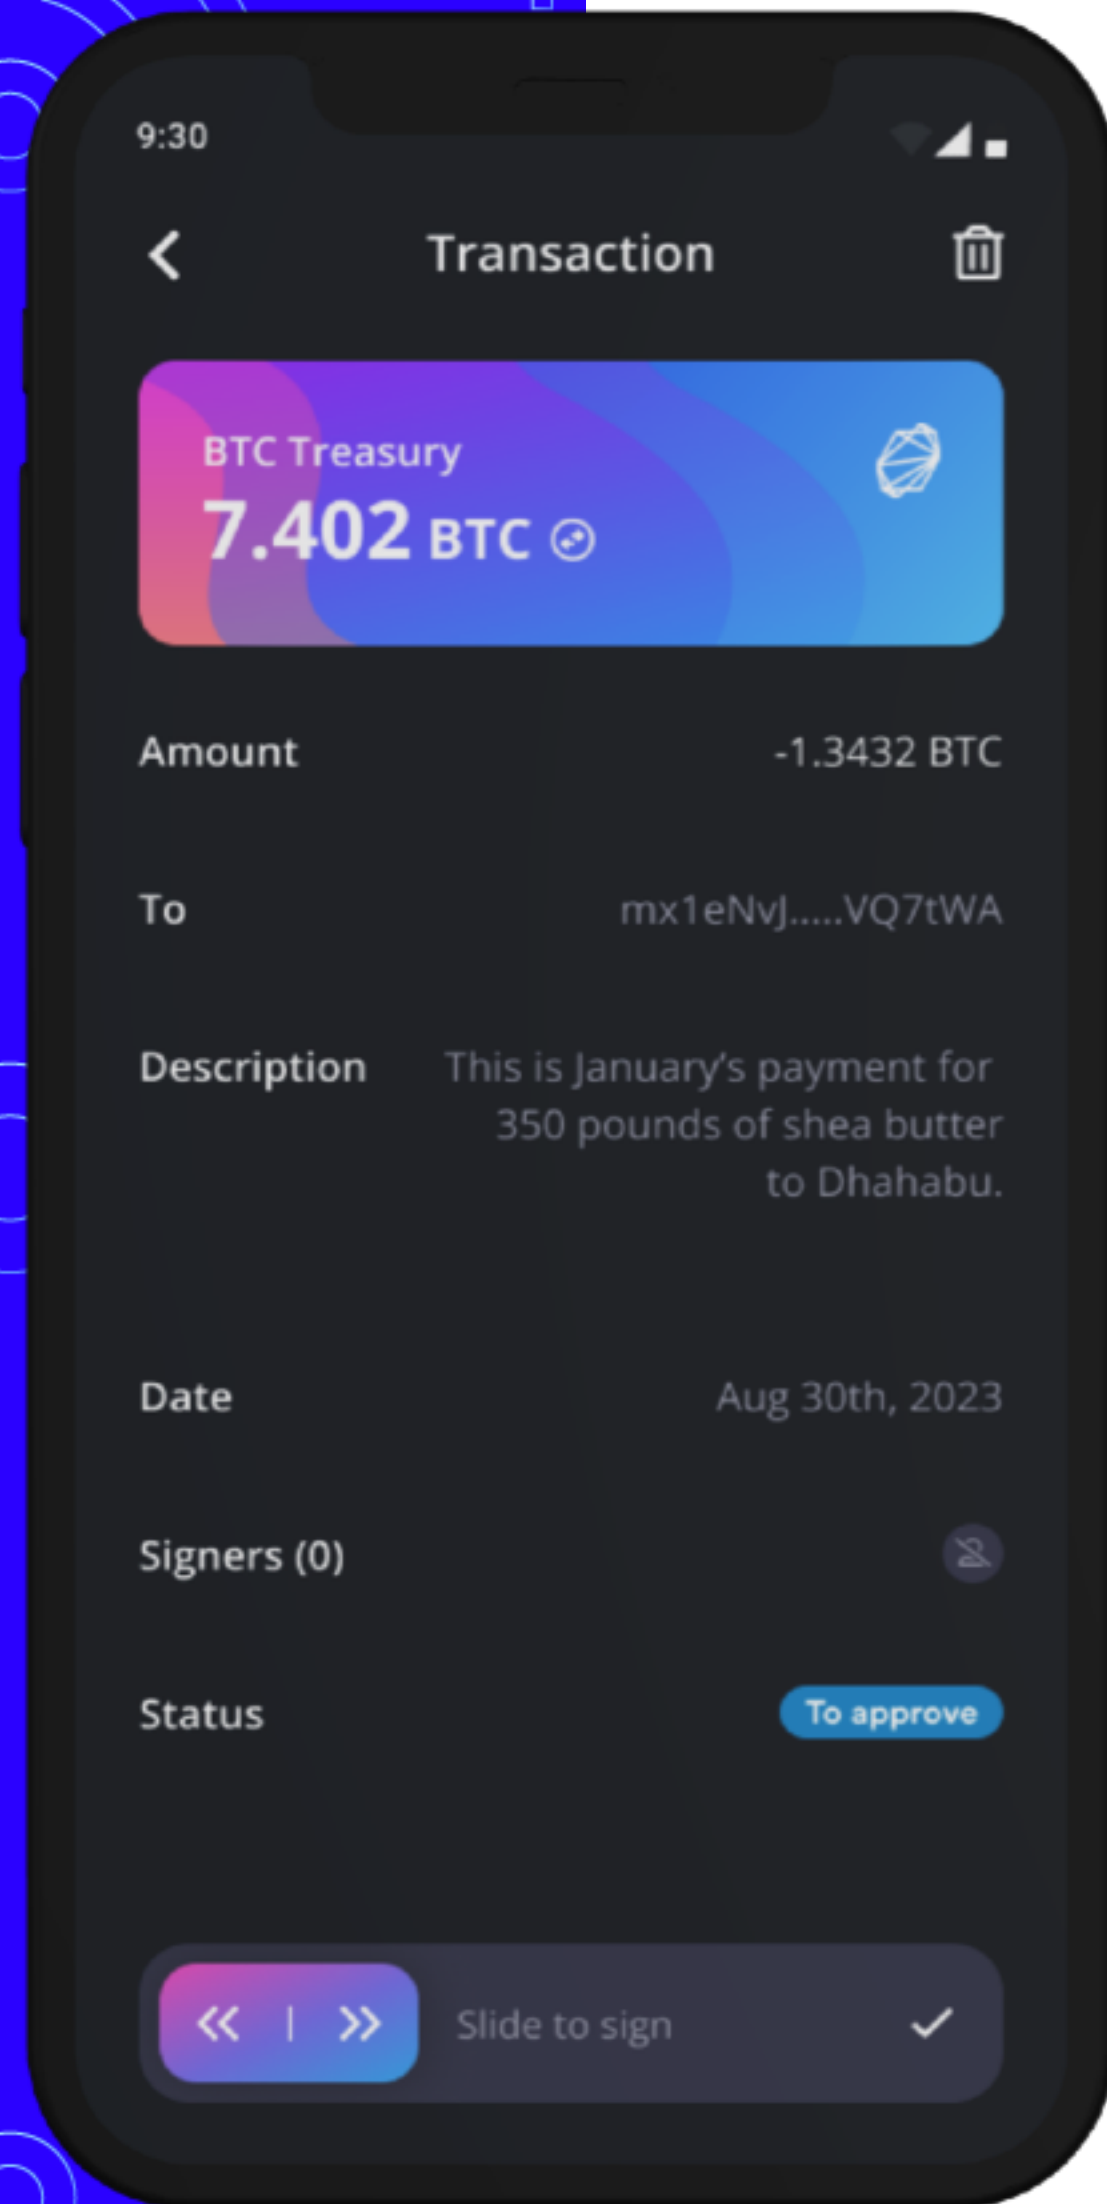 9:30
Transaction
BTC Treasury
7.402 BTC
Amount
-1.3432 BTC
To
mx1eNvJ.....VQ7tWA
Description
This is January’s payment for
350 pounds of shea butter
to Dhahabu.
Date
Aug 30th, 2023
Signers (0)
Status
To approve
Slide to sign